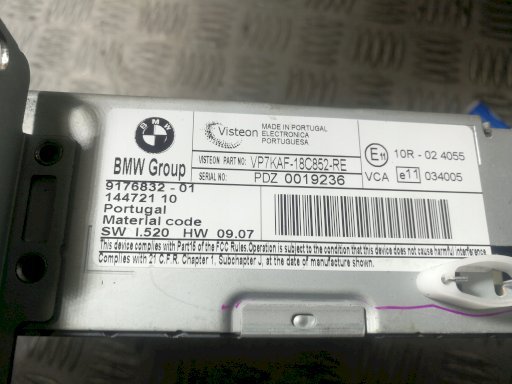 BMW
BMW Group
Visteon
MADE IN PORTUGAL
ELECTRONICA
PORTUGUESA
VISTEON PART NO: VP7KAF-18C852-RE
SERIAL NO: PDZ 0019236
E11 10R - 02 4055
VCA e11 034005
9176832 - 01
144721 10
Portugal
Material code
SW I.520 HW 09.07
This device complies with Part15 of the FCC Rules.Operation is subject to the condition that this device does not cause harmful interference.
Complies with 21 C.F.R. Chapter 1, Subchapter J, at the date of manufacture shown.